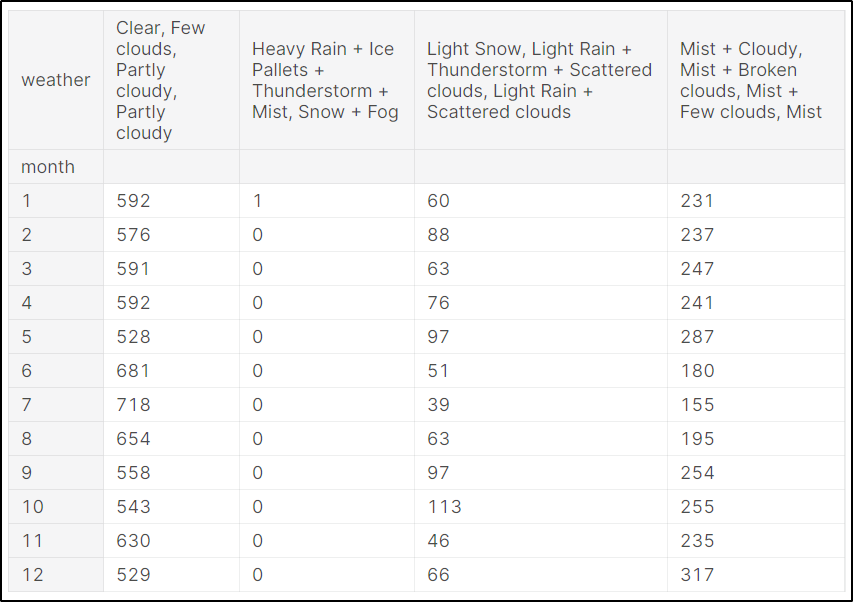 weather
Clear, Few
clouds,
Partly
cloudy,
Partly
cloudy
Heavy Rain + Ice
Pallets +
Thunderstorm +
Mist, Snow + Fog
Light Snow, Light Rain +
Thunderstorm + Scattered
clouds, Light Rain +
Scattered clouds
Mist + Cloudy,
Mist + Broken
clouds, Mist +
Few clouds, Mist
month
1 592 1 60 231
2 576 0 88 237
3 591 0 63 247
4 592 0 76 241
5 528 0 97 287
6 681 0 51 180
7 718 0 39 155
8 654 0 63 195
9 558 0 97 254
10 543 0 113 255
11 630 0 46 235
12 529 0 66 317